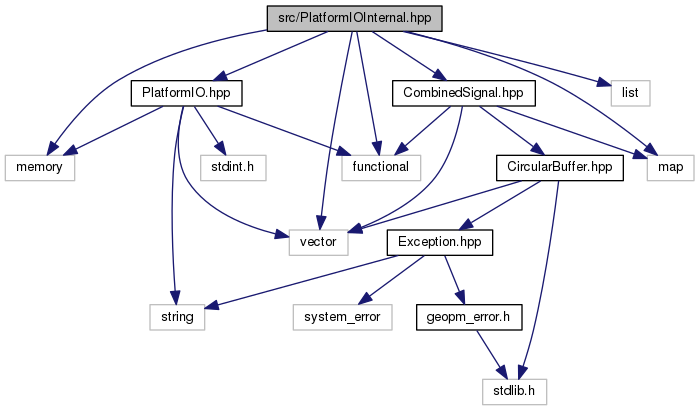 src/PlatformIOInternal.hpp
PlatformIO.hpp
CombinedSignal.hpp
list
memory
stdint.h
functional
CircularBuffer.hpp
map
vector
Exception.hpp
string
system_error
geopm_error.h
stdlib.h